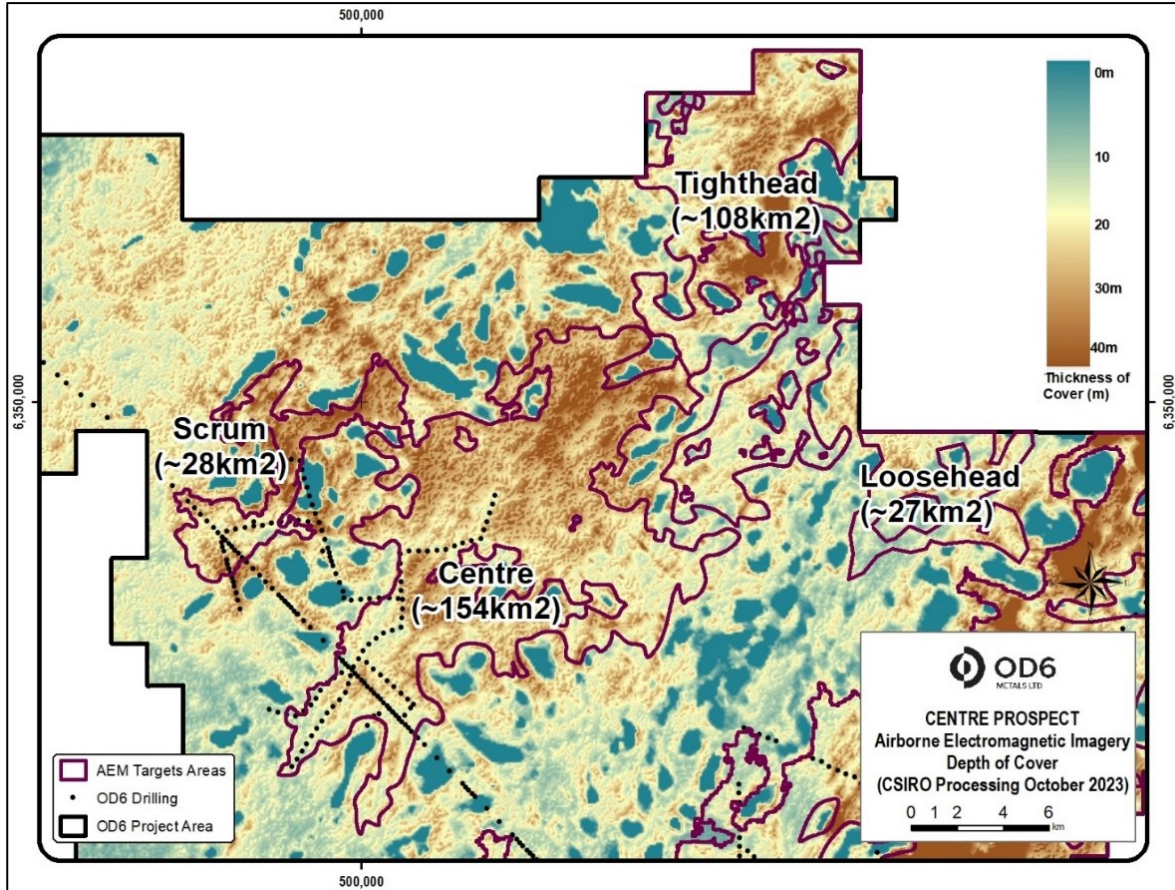 500,000
0m
10
20
30m
40m
Thickness of
Cover (m)
Tighthead
(~108km2)
6,350,000
6,350,000
Scrum
(~28km2)
Loosehead
(~27km2)
Centre
(~154km2)
OD6
METALS LTD
CENTRE PROSPECT
Airborne Electromagnetic Imagery
Depth of Cover
(CSIRO Processing October 2023)
0 1 2 4 6
km
AEM Targets Areas
OD6 Drilling
OD6 Project Area
500,000